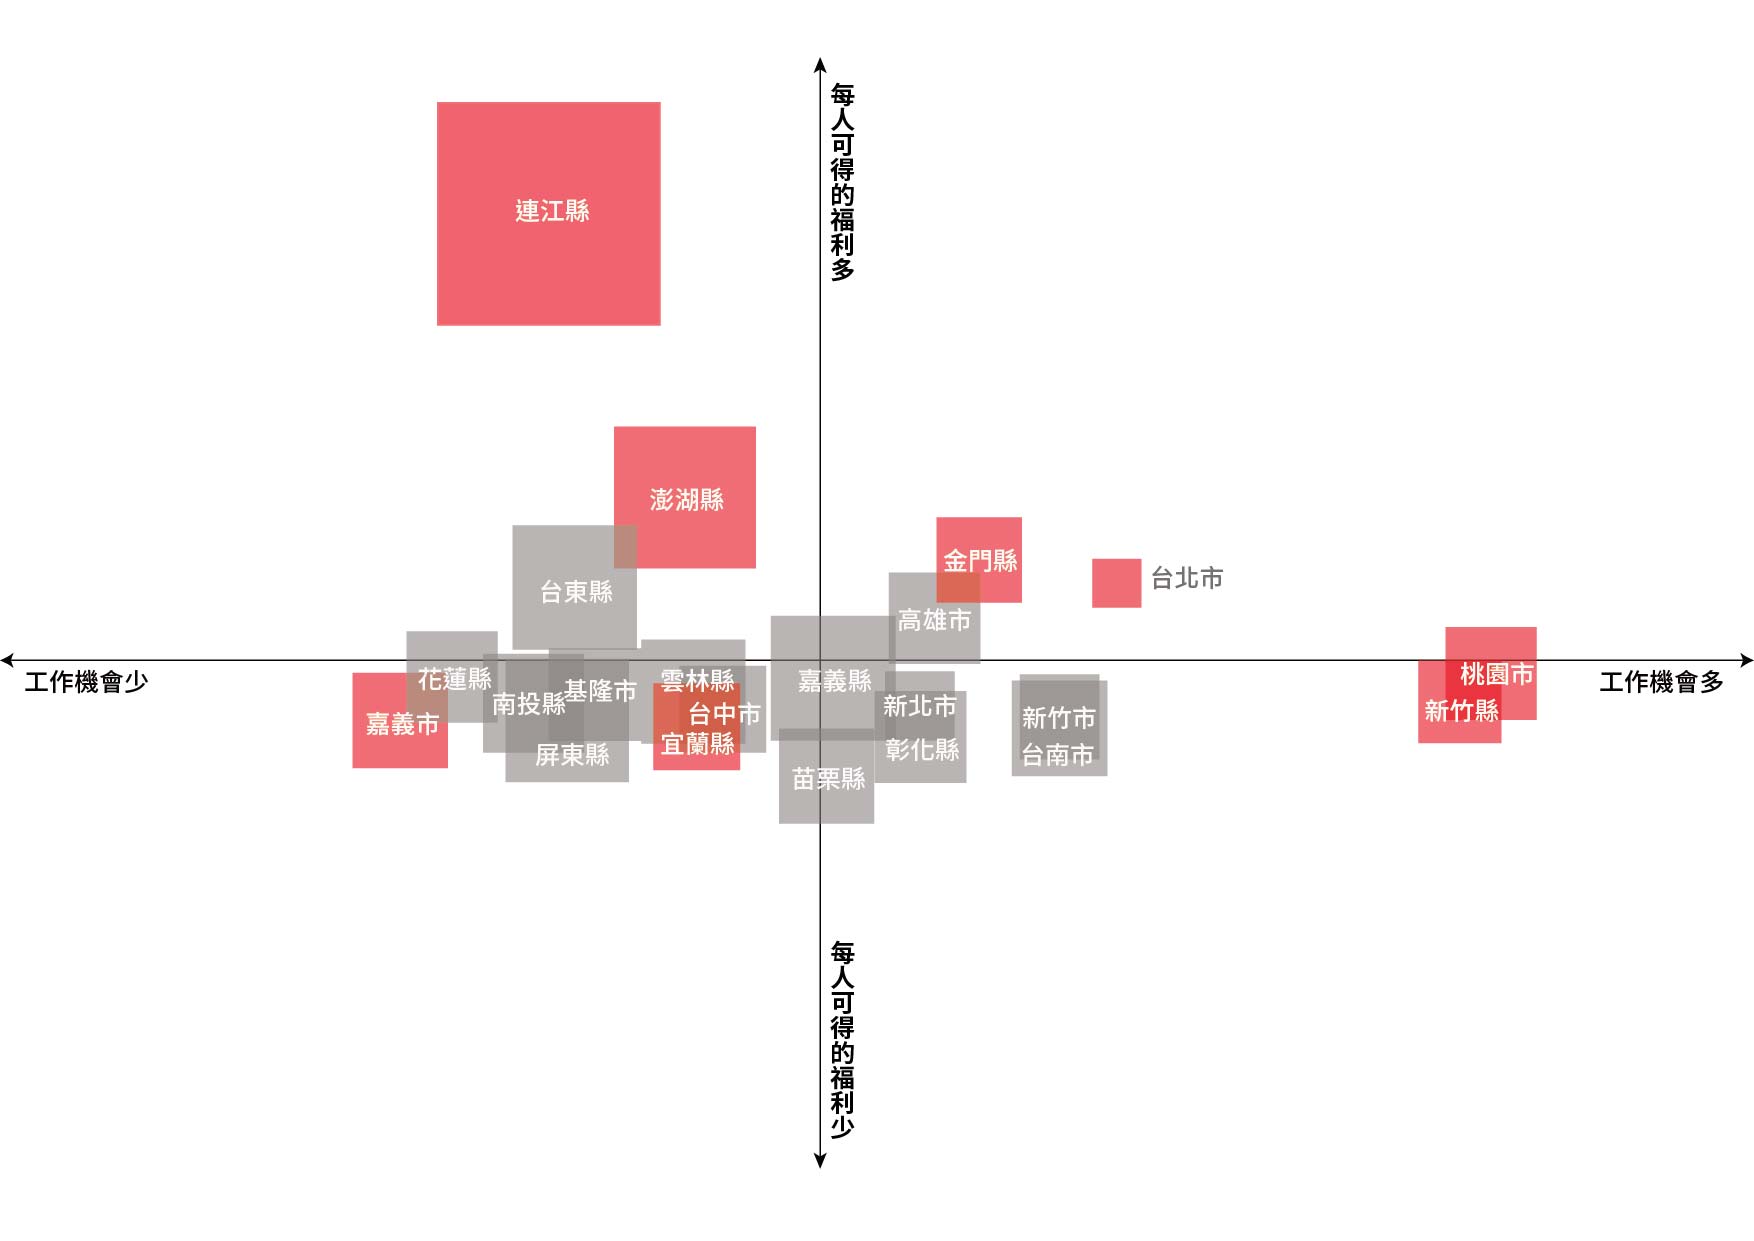 每人可得的福利多
連江縣
澎湖縣
金門縣
台北市
台東縣
高雄市
工作機會少
花蓮縣
嘉義市
南投縣
基隆市
屏東縣
雲林縣
台中市
宜蘭縣
嘉義縣
苗栗縣
新北市
彰化縣
新竹市
台南市
桃園市
新竹縣
工作機會多
每人可得的福利少